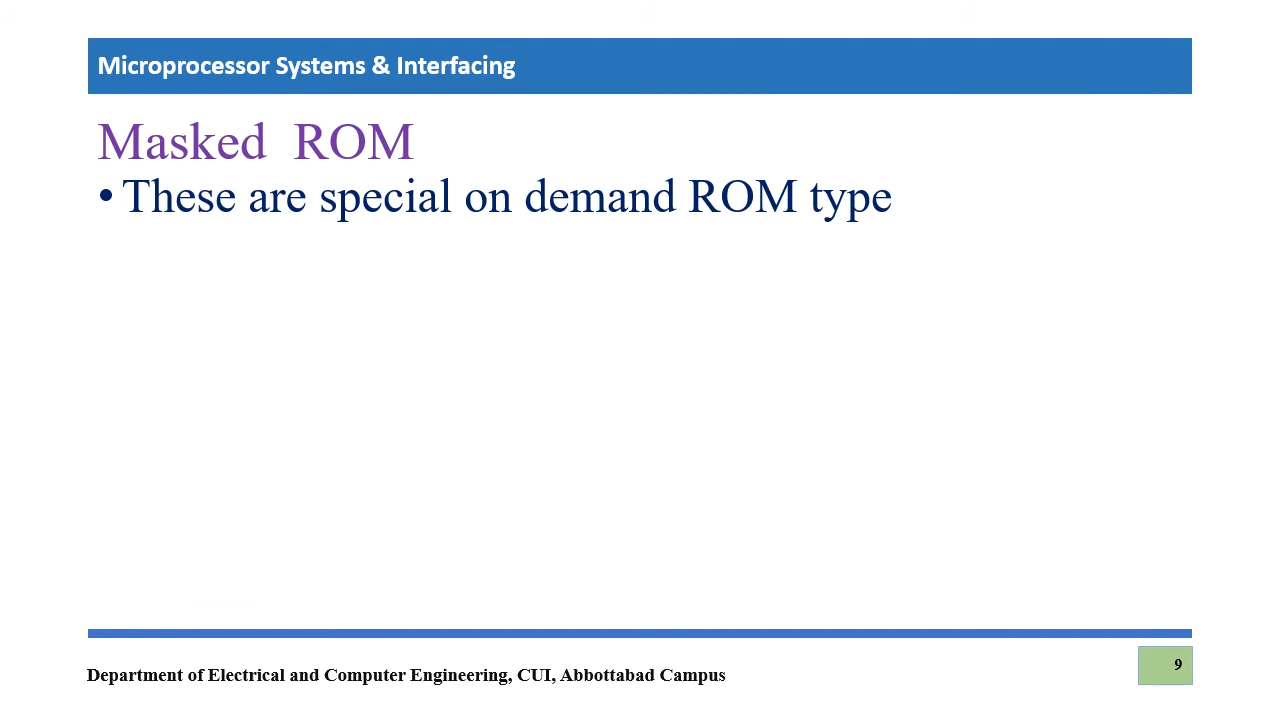 Microprocessor Systems & Interfacing
Masked ROM
• These are special on demand ROM type
Department of Electrical and Computer Engineering, CUI, Abbottabad Campus
9